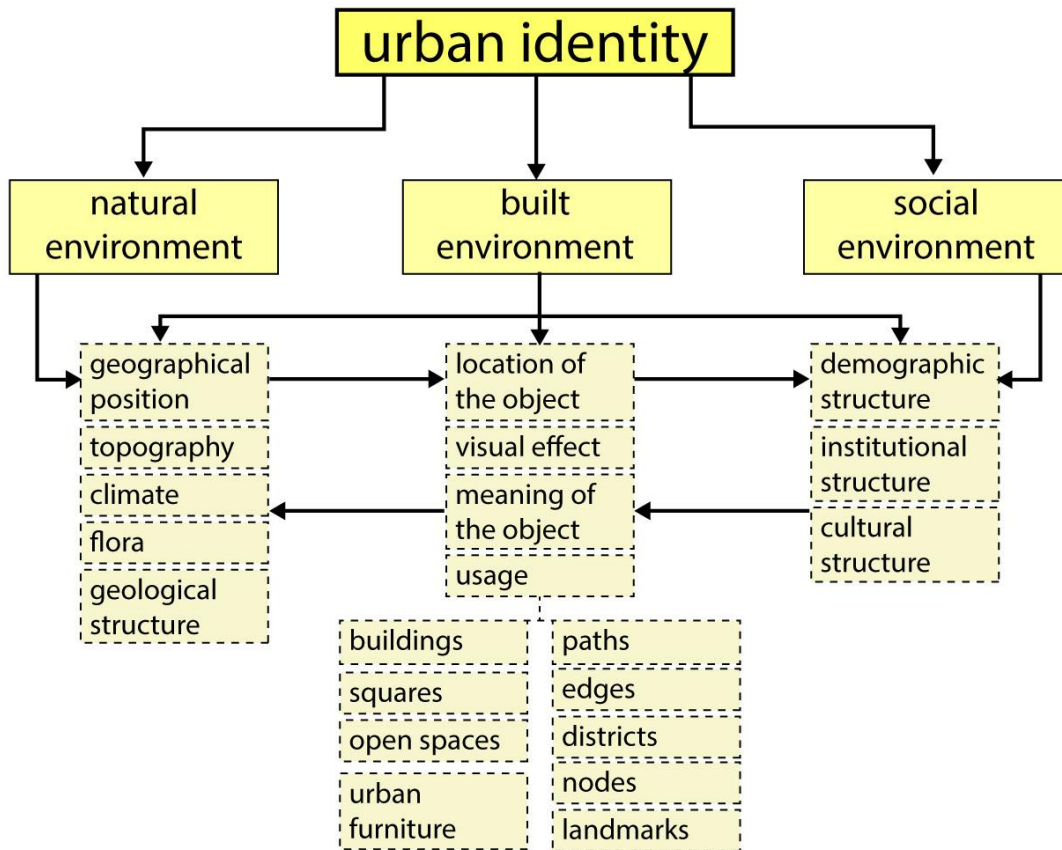 urban identity
natural
environment
built
environment
social
environment
geographical
position
topography
climate
flora
geological
structure
location of
the object
visual effect
meaning of
the object
usage
demographic
structure
institutional
structure
cultural
structure
buildings
squares
open spaces
urban
furniture
paths
edges
districts
nodes
landmarks